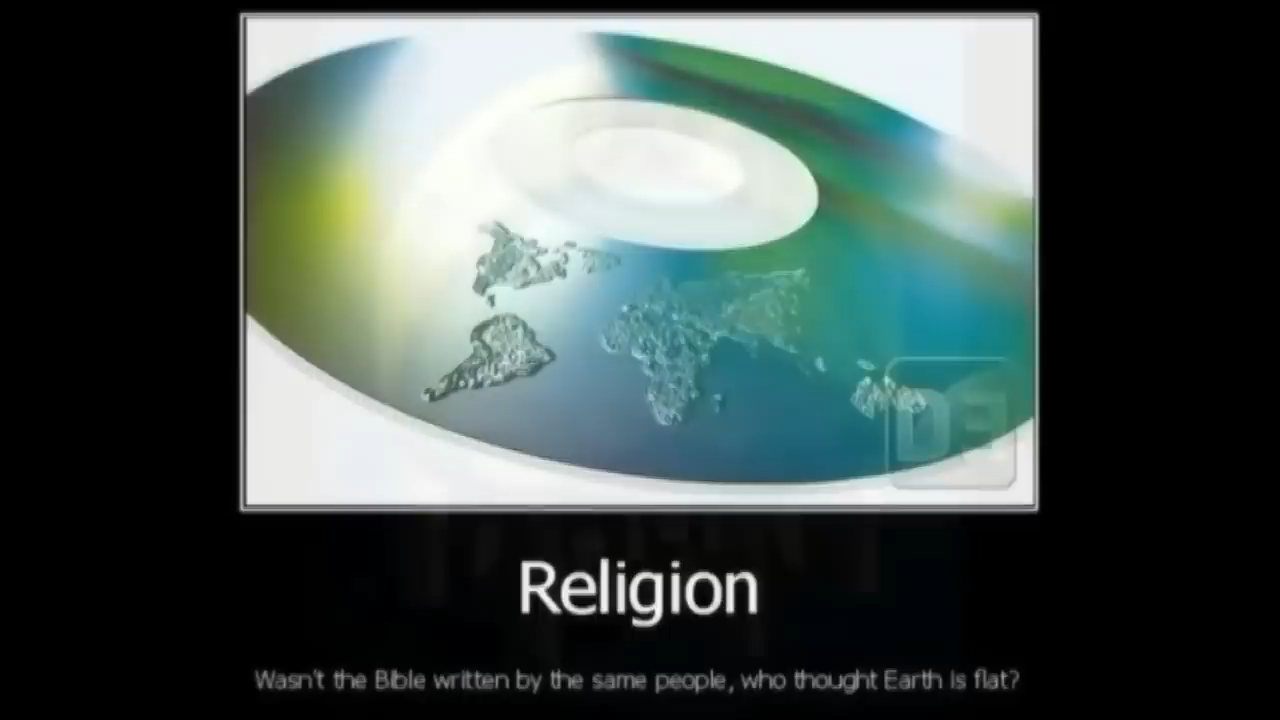 Religion
Wasn't the Bible written by the same people, who thought Earth is flat?